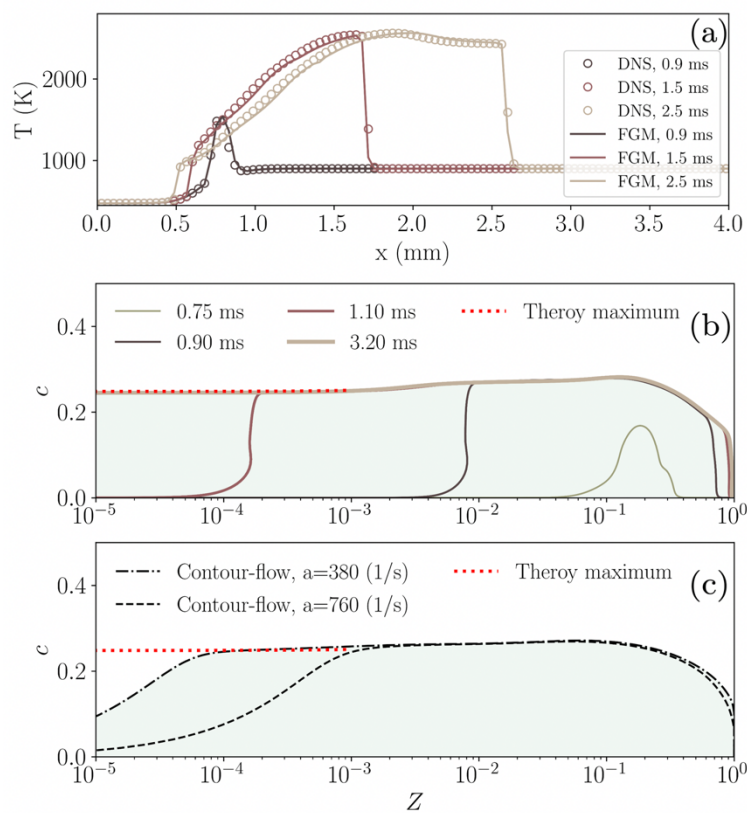 (a)
T (K)
2000
1000
DNS, 0.9 ms
DNS, 1.5 ms
DNS, 2.5 ms
FGM, 0.9 ms
FGM, 1.5 ms
FGM, 2.5 ms
0.0 0.5 1.0 1.5 2.0 2.5 3.0 3.5 4.0
x (mm)
(b)
0.75 ms 1.10 ms Theroy maximum
0.90 ms 3.20 ms
c
0.4
0.2
0.0
10⁻⁵ 10⁻⁴ 10⁻³ 10⁻² 10⁻¹ 10⁰
(c)
Contour-flow, a=380 (1/s) Theroy maximum
Contour-flow, a=760 (1/s)
c
0.4
0.2
0.0
10⁻⁵ 10⁻⁴ 10⁻³ 10⁻² 10⁻¹ 10⁰
Z